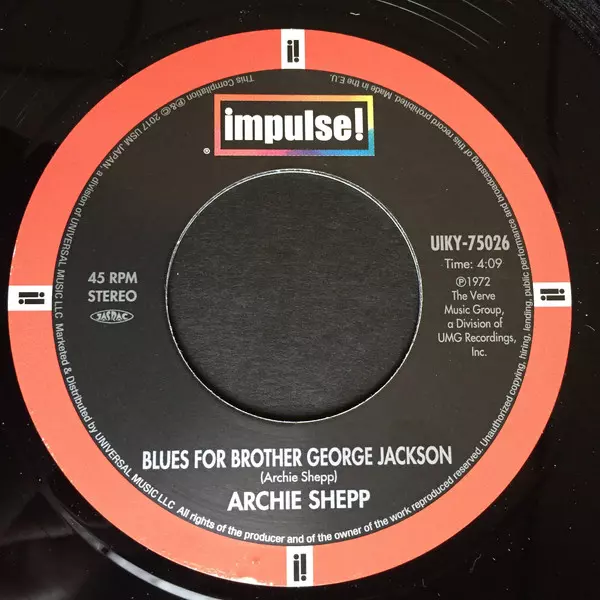 i!
This Compilation ℗&© 2017 USM JAPAN, a division of UNIVERSAL MUSIC LLC Marketed & Distributed by UNIVERSAL MUSIC LLC All rights of the producer and of the owner of the work reproduced reserved. Unauthorized copying, hiring, lending, public performance and broadcasting of this record prohibited. Made in the E.U.
impulse!
®
UIKY-75026
Time: 4:09
℗1972
The Verve
Music Group,
a Division of
UMG Recordings,
Inc.
45 RPM
STEREO
JASRAC
i!
i!
BLUES FOR BROTHER GEORGE JACKSON
(Archie Shepp)
ARCHIE SHEPP
i!